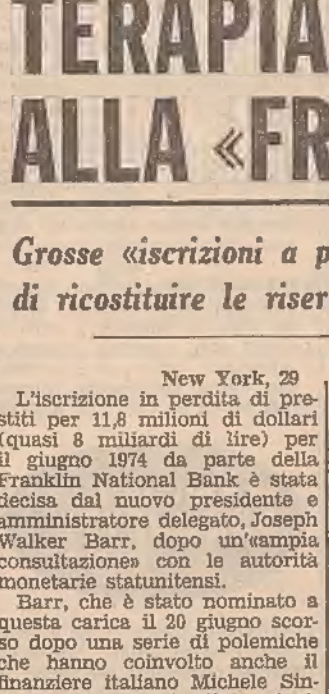 TERAPIA
ALLA «FR
Grosse «iscrizioni a p
di ricostituire le riser
New York, 29
L'iscrizione in perdita di pre-
stiti per 11,8 milioni di dollari
(quasi 8 miliardi di lire) per
il giugno 1974 da parte della
Franklin National Bank è stata
decisa dal nuovo presidente e
amministratore delegato, Joseph
Walker Barr, dopo un'«ampia
consultazione» con le autorità
monetarie statunitensi.
Barr, che è stato nominato a
questa carica il 20 giugno scor-
so dopo una serie di polemiche
che hanno coinvolto anche il
finanziere italiano Michele Sin-